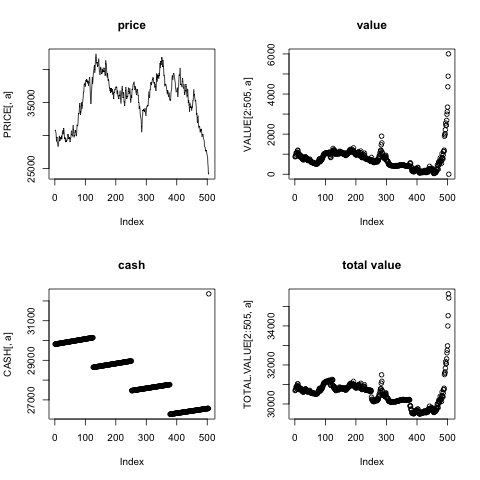 price
PRICE[, a]
35000
25000
0 100 200 300 400 500
Index
value
VALUE[2:505, a]
6000
4000
2000
0
0 100 200 300 400 500
Index
cash
CASH[, a]
31000
29000
27000
0 100 200 300 400 500
Index
total value
TOTAL.VALUE[2:505, a]
34000
32000
30000
0 100 200 300 400 500
Index